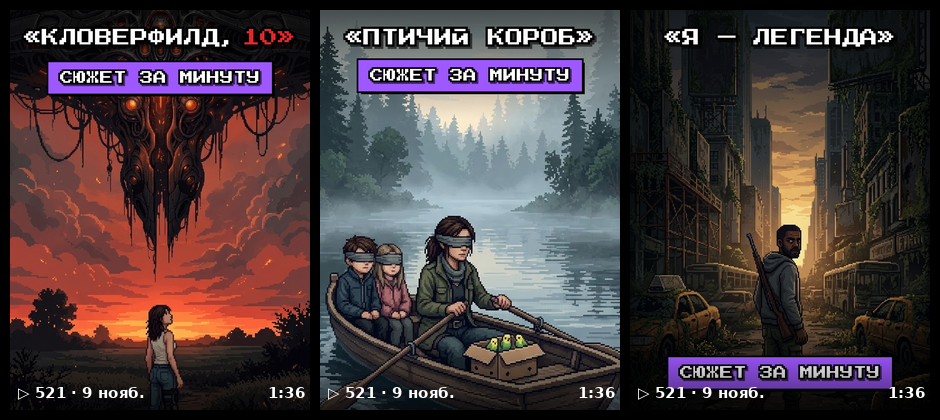 «КЛОВЕРФИЛД, 10»
СЮЖЕТ ЗА МИНУТУ
▷ 521 · 9 нояб.
1:36
«ПТИЧИЙ КОРОБ»
СЮЖЕТ ЗА МИНУТУ
▷ 521 · 9 нояб.
1:36
«Я — ЛЕГЕНДА»
СЮЖЕТ ЗА МИНУТУ
▷ 521 · 9 нояб.
1:36